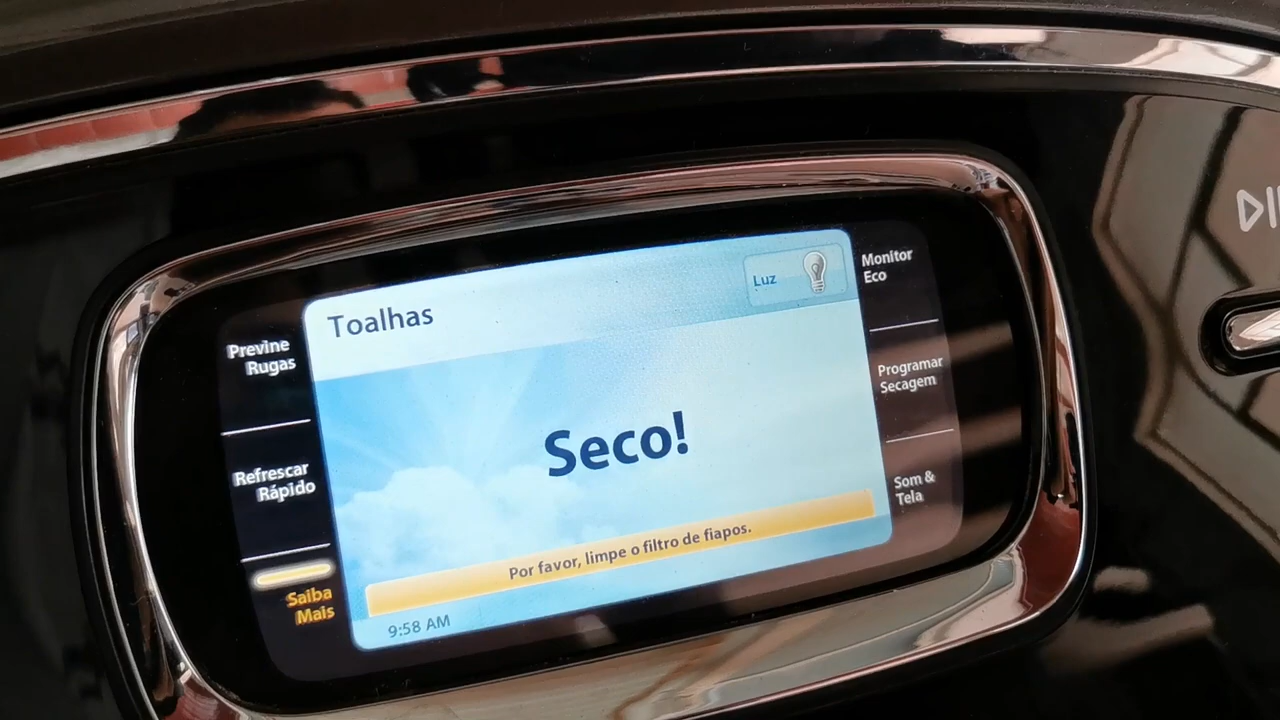 Toalhas
Luz
Previne
Rugas
Refrescar
Rápido
Saiba
Mais
Seco!
Por favor, limpe o filtro de fiapos.
9:58 AM
Monitor
Eco
Programar
Secagem
Som &
Tela